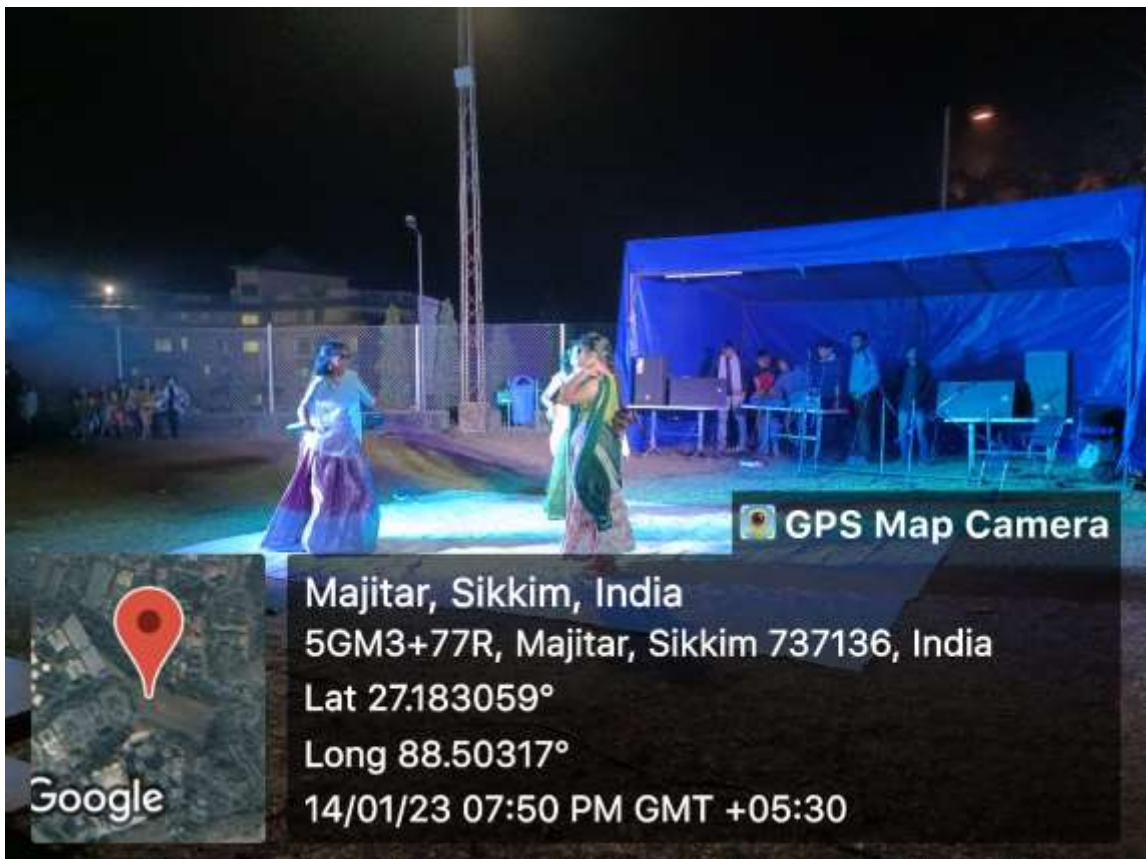 GPS Map Camera
Majitar, Sikkim, India
5GM3+77R, Majitar, Sikkim 737136, India
Lat 27.183059°
Long 88.50317°
14/01/23 07:50 PM GMT +05:30
Google